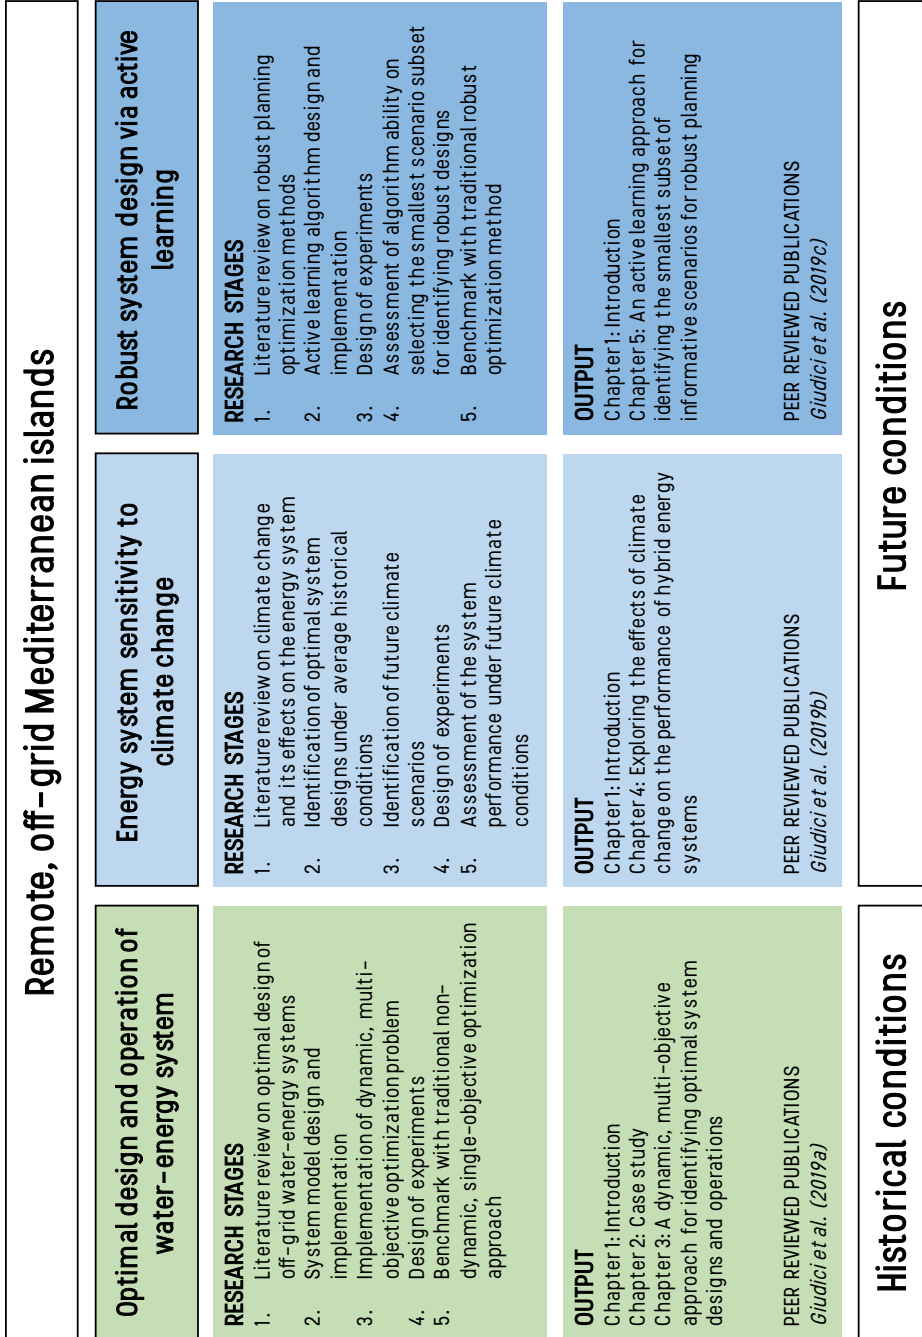 Remote, off-grid Mediterranean islands
Optimal design and operation of
water-energy system
RESEARCH STAGES
1. Literature review on optimal design of
off-grid water-energy systems
2. System model design and
implementation
3. Implementation of dynamic, multi-
objective optimization problem
4. Design of experiments
5. Benchmark with traditional non-
dynamic, single-objective optimization
approach
OUTPUT
Chapter 1: Introduction
Chapter 2: Case study
Chapter 3: A dynamic, multi-objective
approach for identifying optimal system
designs and operations
PEER REVIEWED PUBLICATIONS
Giudici et al. (2019a)
Energy system sensitivity to
climate change
RESEARCH STAGES
1. Literature review on climate change
and its effects on the energy system
2. Identification of optimal system
designs under average historical
conditions
3. Identification of future climate
scenarios
4. Design of experiments
5. Assessment of the system
performance under future climate
conditions
OUTPUT
Chapter 1: Introduction
Chapter 4: Exploring the effects of climate
change on the performance of hybrid energy
systems
PEER REVIEWED PUBLICATIONS
Giudici et al. (2019b)
Robust system design via active
learning
RESEARCH STAGES
1. Literature review on robust planning
optimization methods
2. Active learning algorithm design and
implementation
3. Design of experiments
4. Assessment of algorithm ability on
selecting the smallest scenario subset
for identifying robust designs
5. Benchmark with traditional robust
optimization method
OUTPUT
Chapter 1: Introduction
Chapter 5: An active learning approach for
identifying the smallest subset of
informative scenarios for robust planning
PEER REVIEWED PUBLICATIONS
Giudici et al. (2019c)
Historical conditions
Future conditions